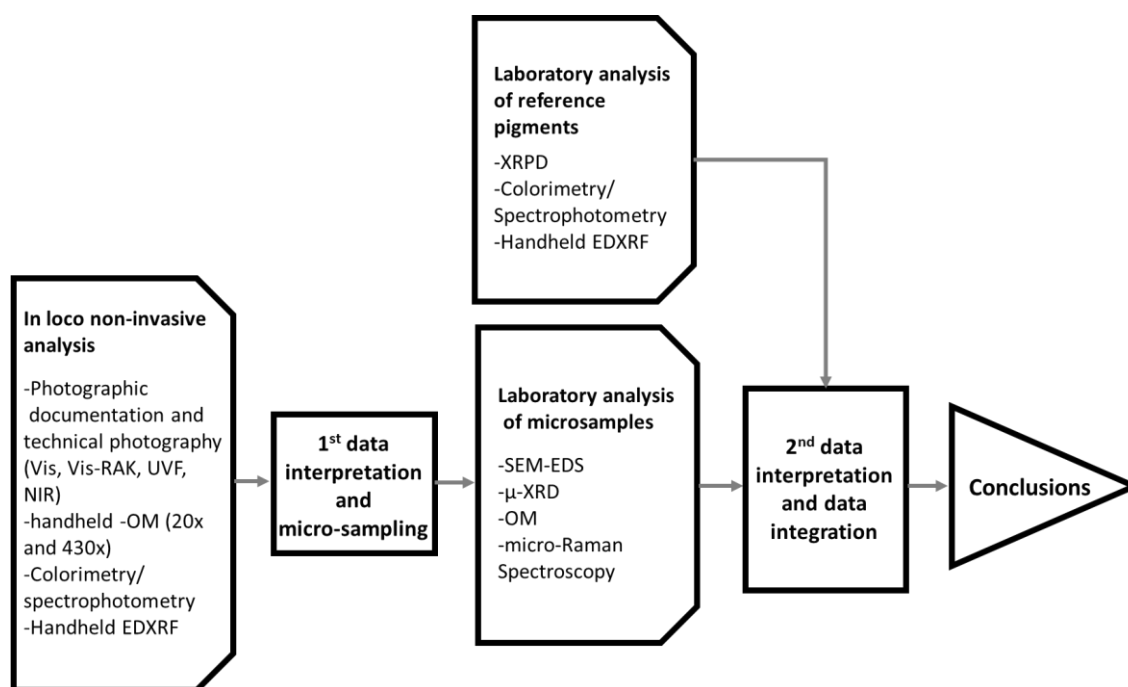 Laboratory analysis
of reference
pigments
-XRPD
-Colorimetry/
Spectrophotometry
-Handheld EDXRF
In loco non-invasive
analysis
-Photographic
documentation and
technical photography
(Vis, Vis-RAK, UVF,
NIR)
-handheld -OM (20x
and 430x)
-Colorimetry/
spectrophotometry
-Handheld EDXRF
1st data
interpretation
and
micro-sampling
Laboratory analysis
of microsamples
-SEM-EDS
-μ-XRD
-OM
-micro-Raman
Spectroscopy
2nd data
interpretation
and data
integration
Conclusions